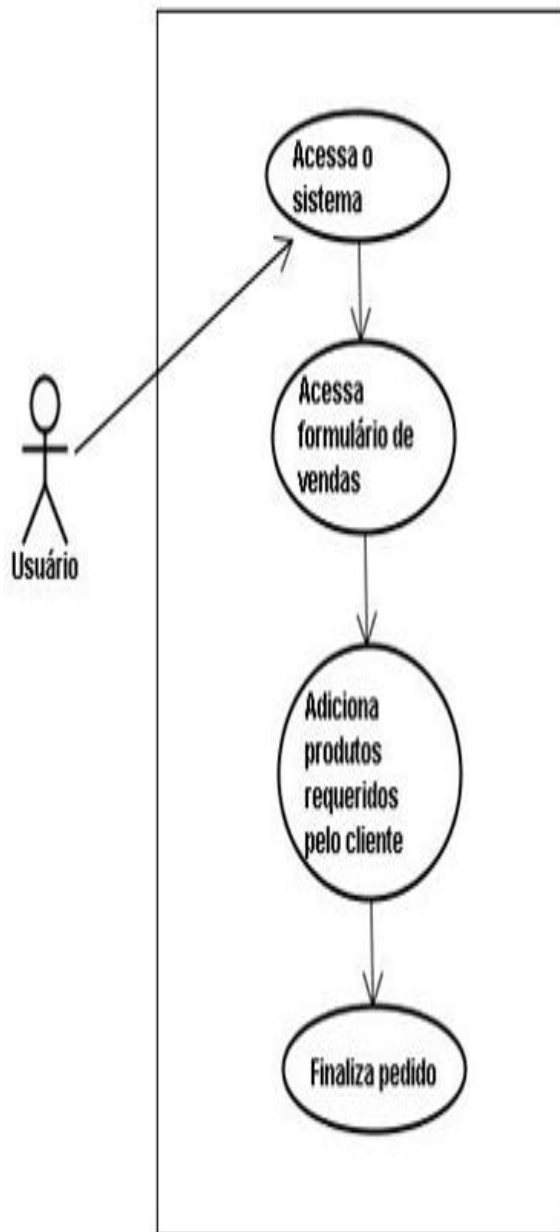 Acessa o
sistema
Acessa
formulário de
vendas
Usuário
Adiciona
produtos
requeridos
pelo cliente
Finaliza pedido